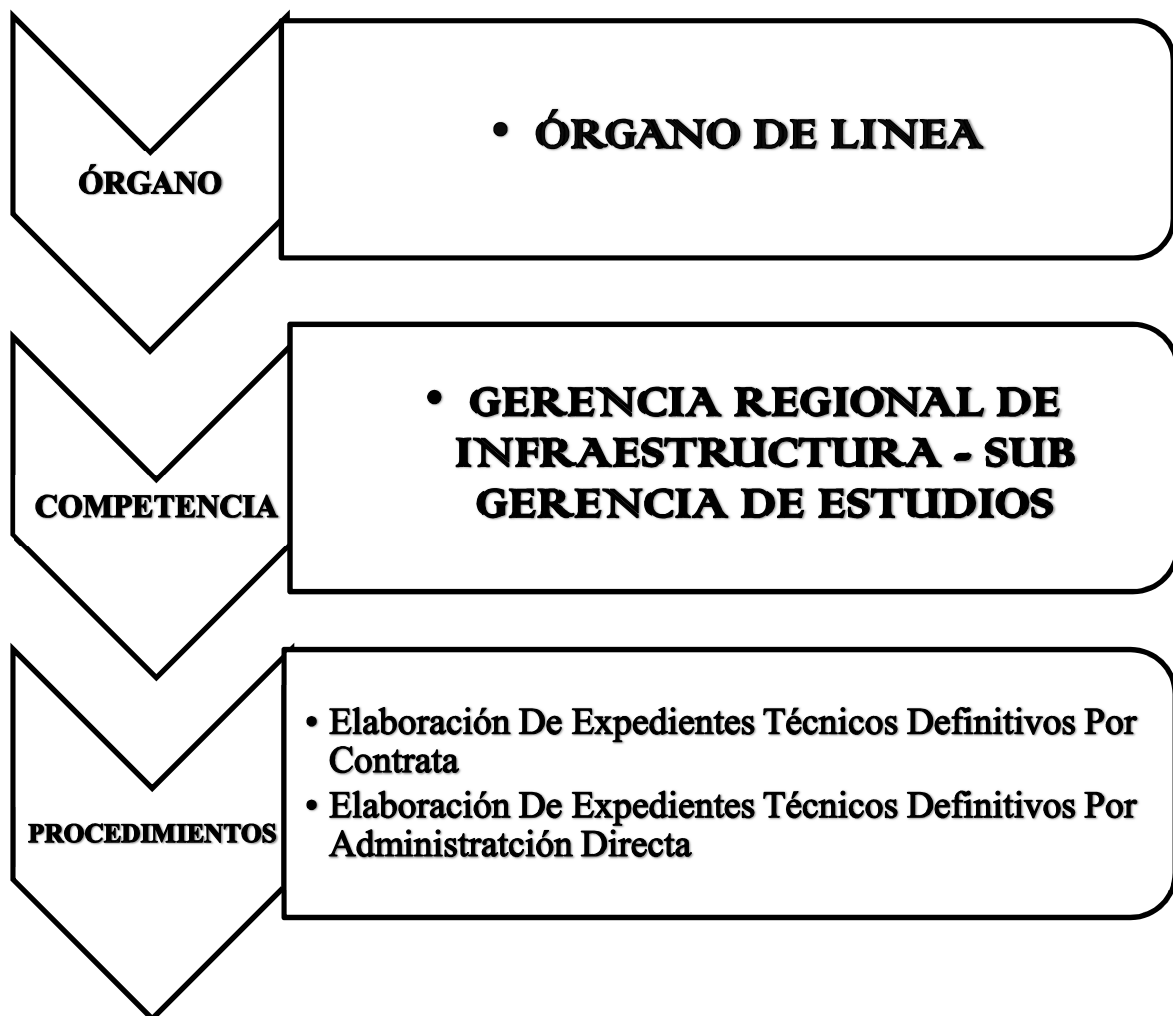 ÓRGANO
• ÓRGANO DE LINEA
COMPETENCIA
• GERENCIA REGIONAL DE
INFRAESTRUCTURA - SUB
GERENCIA DE ESTUDIOS
PROCEDIMIENTOS
• Elaboración De Expedientes Técnicos Definitivos Por
Contrata
• Elaboración De Expedientes Técnicos Definitivos Por
Administratción Directa